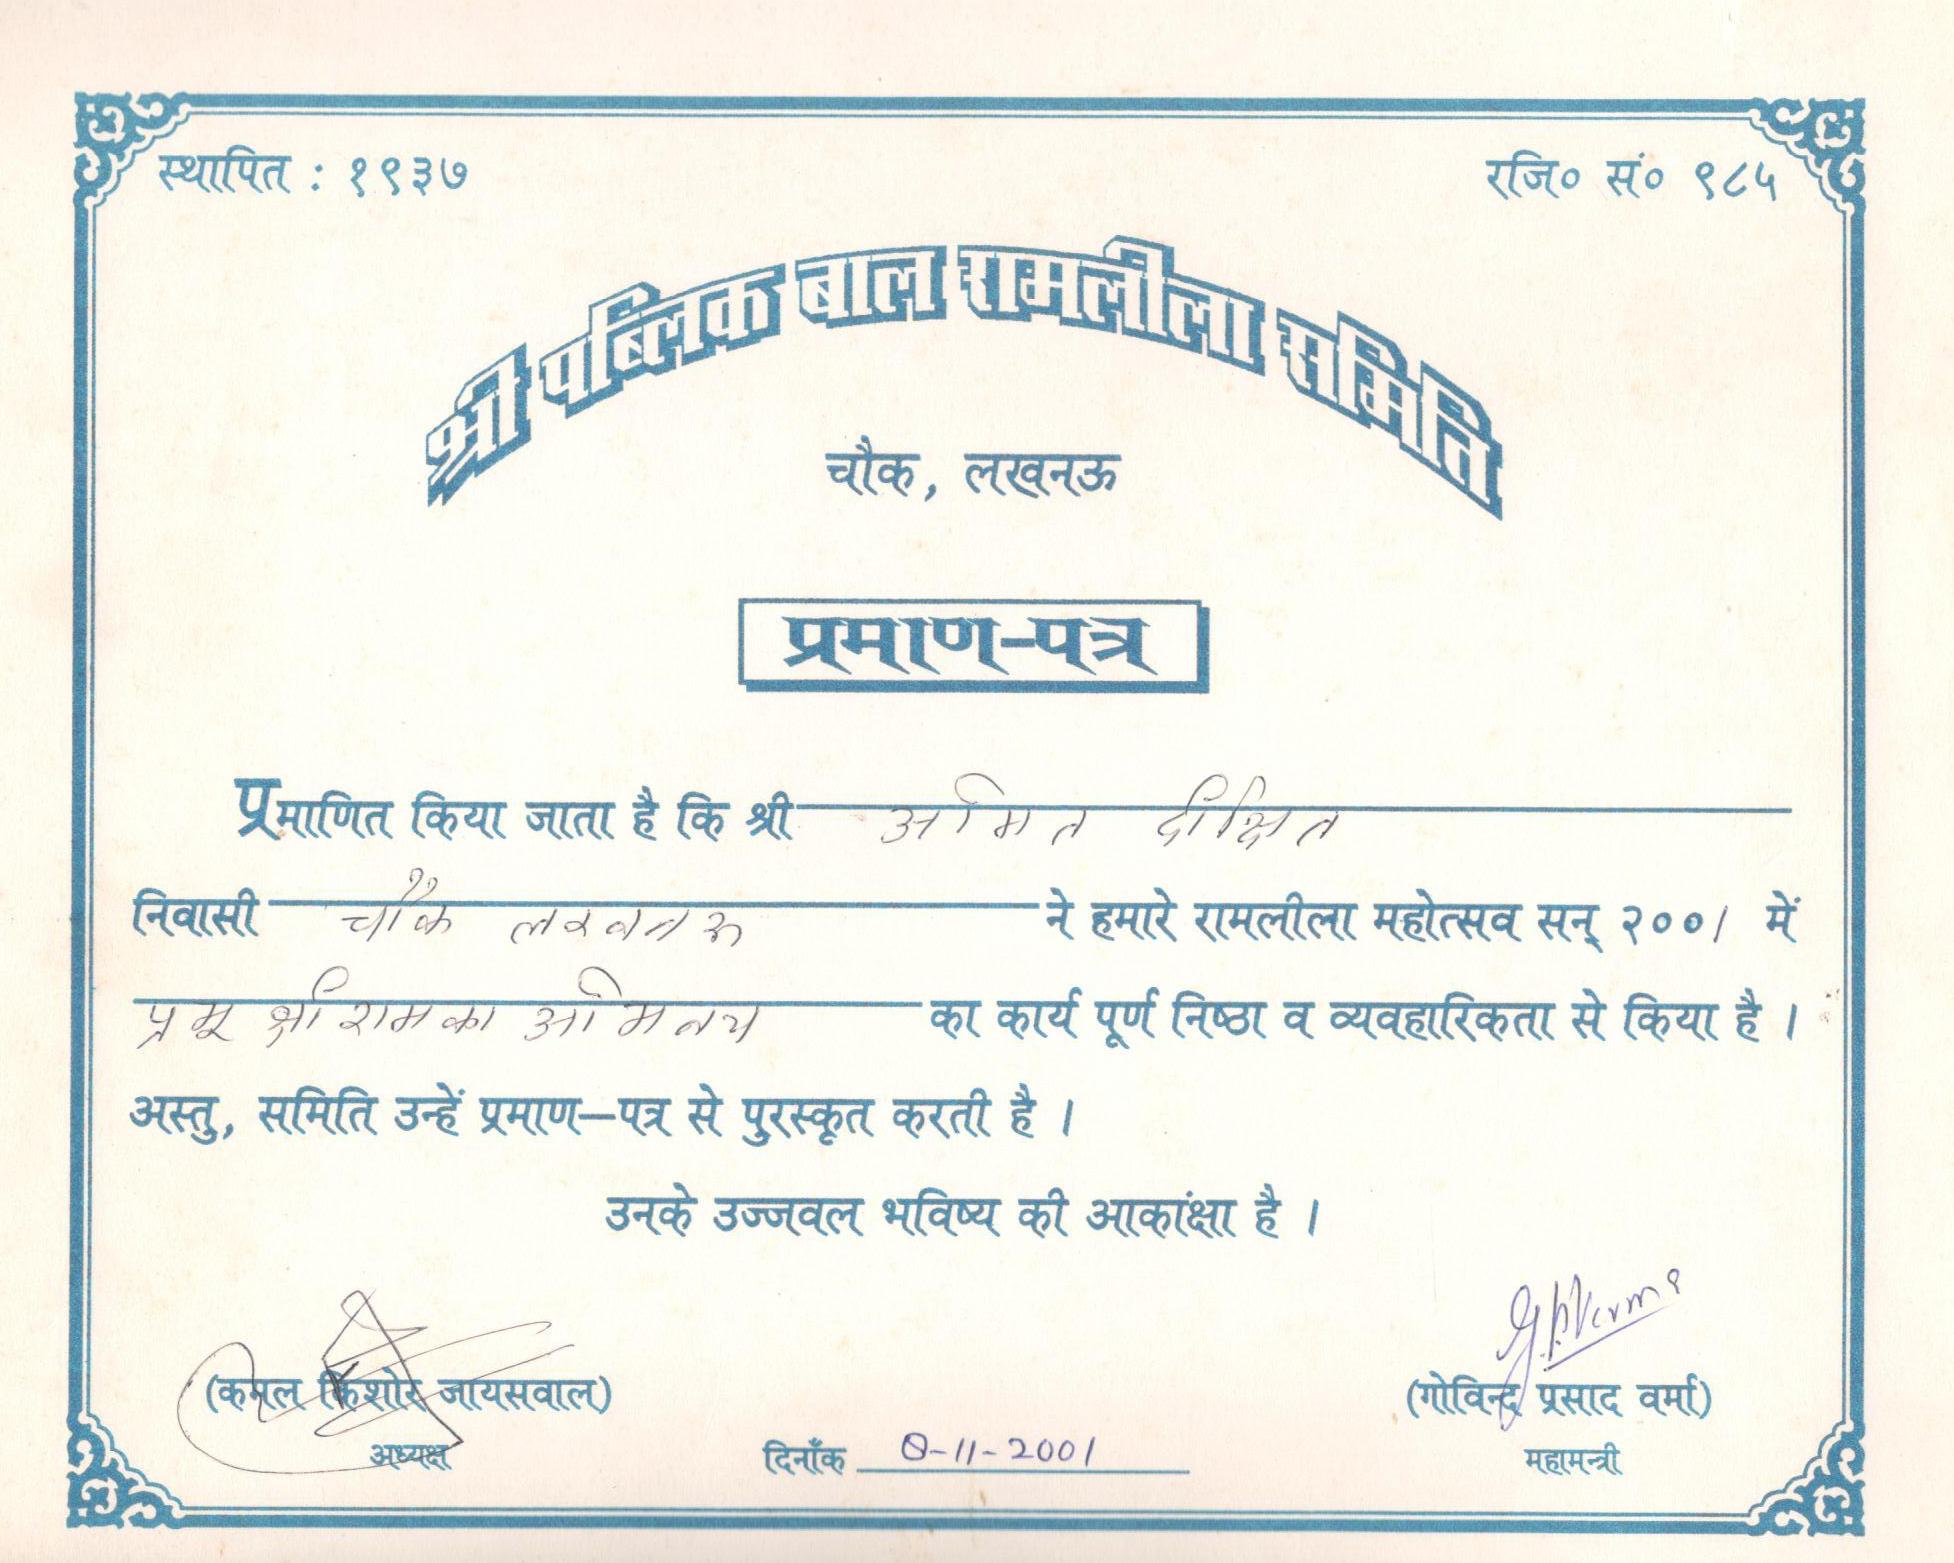 स्थापित : १९३७
रजि० सं० ९८५
श्री पब्लिक बाल रामलीला समिति
चौक, लखनऊ
प्रमाण-पत्र
प्रमाणित किया जाता है कि श्री अमित दीक्षित
निवासी चौक लखनऊ ने हमारे रामलीला महोत्सव सन् २००1 में
प्रभू श्रीराम का अभिनय का कार्य पूर्ण निष्ठा व व्यवहारिकता से किया है ।
अस्तु, समिति उन्हें प्रमाण-पत्र से पुरस्कृत करती है ।
उनके उज्जवल भविष्य की आकांक्षा है ।
G.P.Verma
(कमल किशोर जायसवाल)
(गोविन्द प्रसाद वर्मा)
अध्यक्ष
दिनाँक 8-11-2001
महामन्त्री